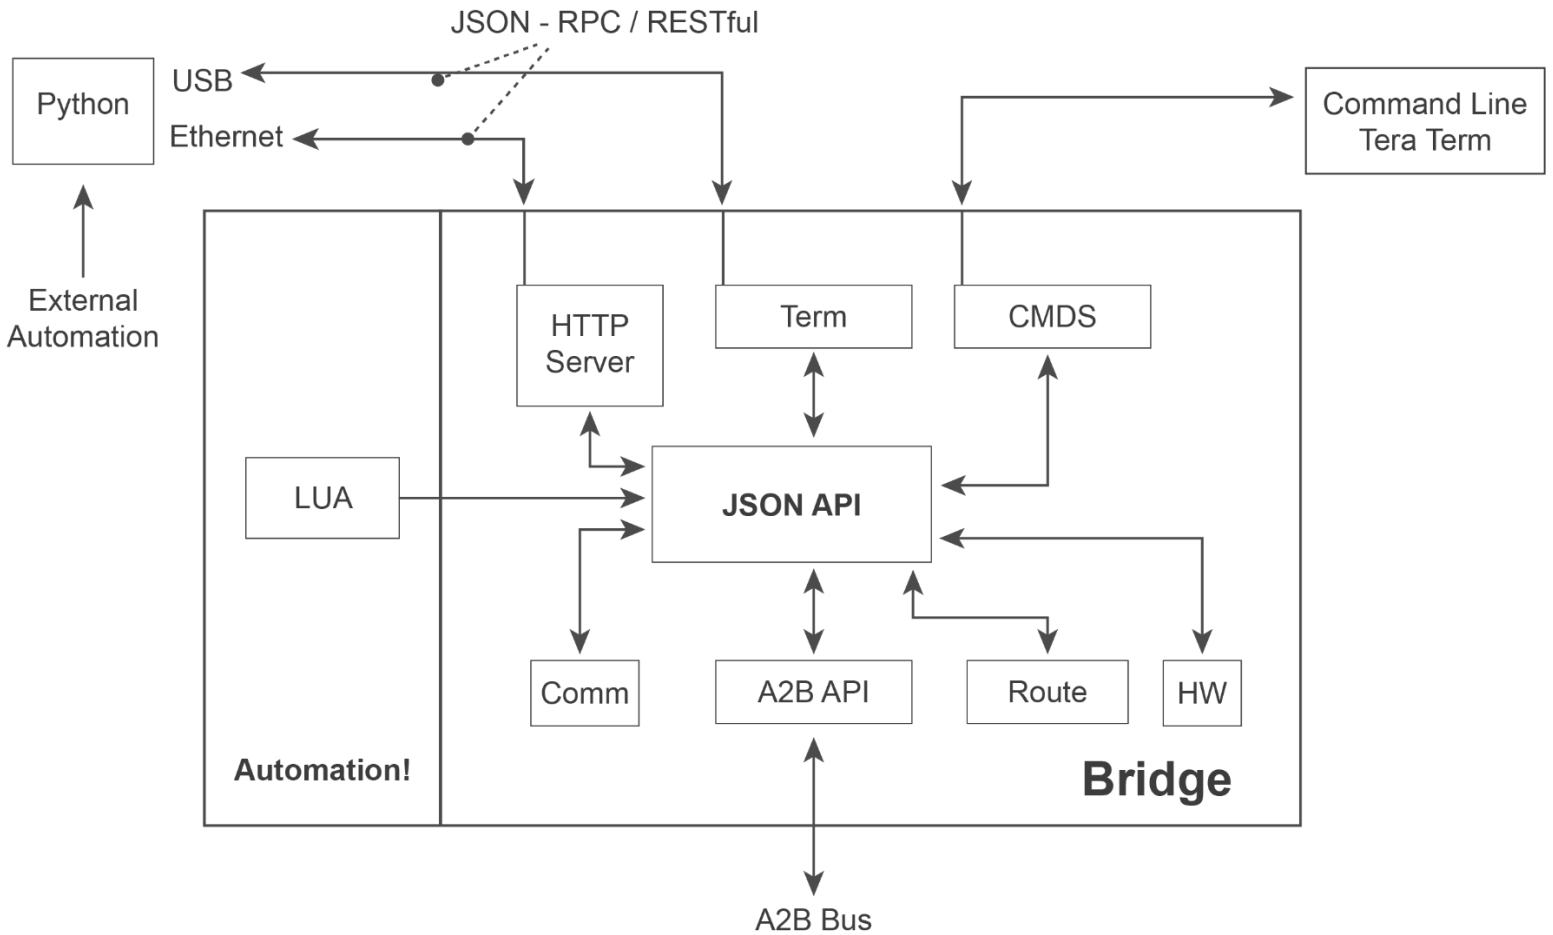 JSON - RPC / RESTful
Python
USB
Ethernet
Command Line
Tera Term
External
Automation
HTTP
Server
Term
CMDS
LUA
JSON API
Comm
A2B API
Route
HW
Automation!
Bridge
A2B Bus